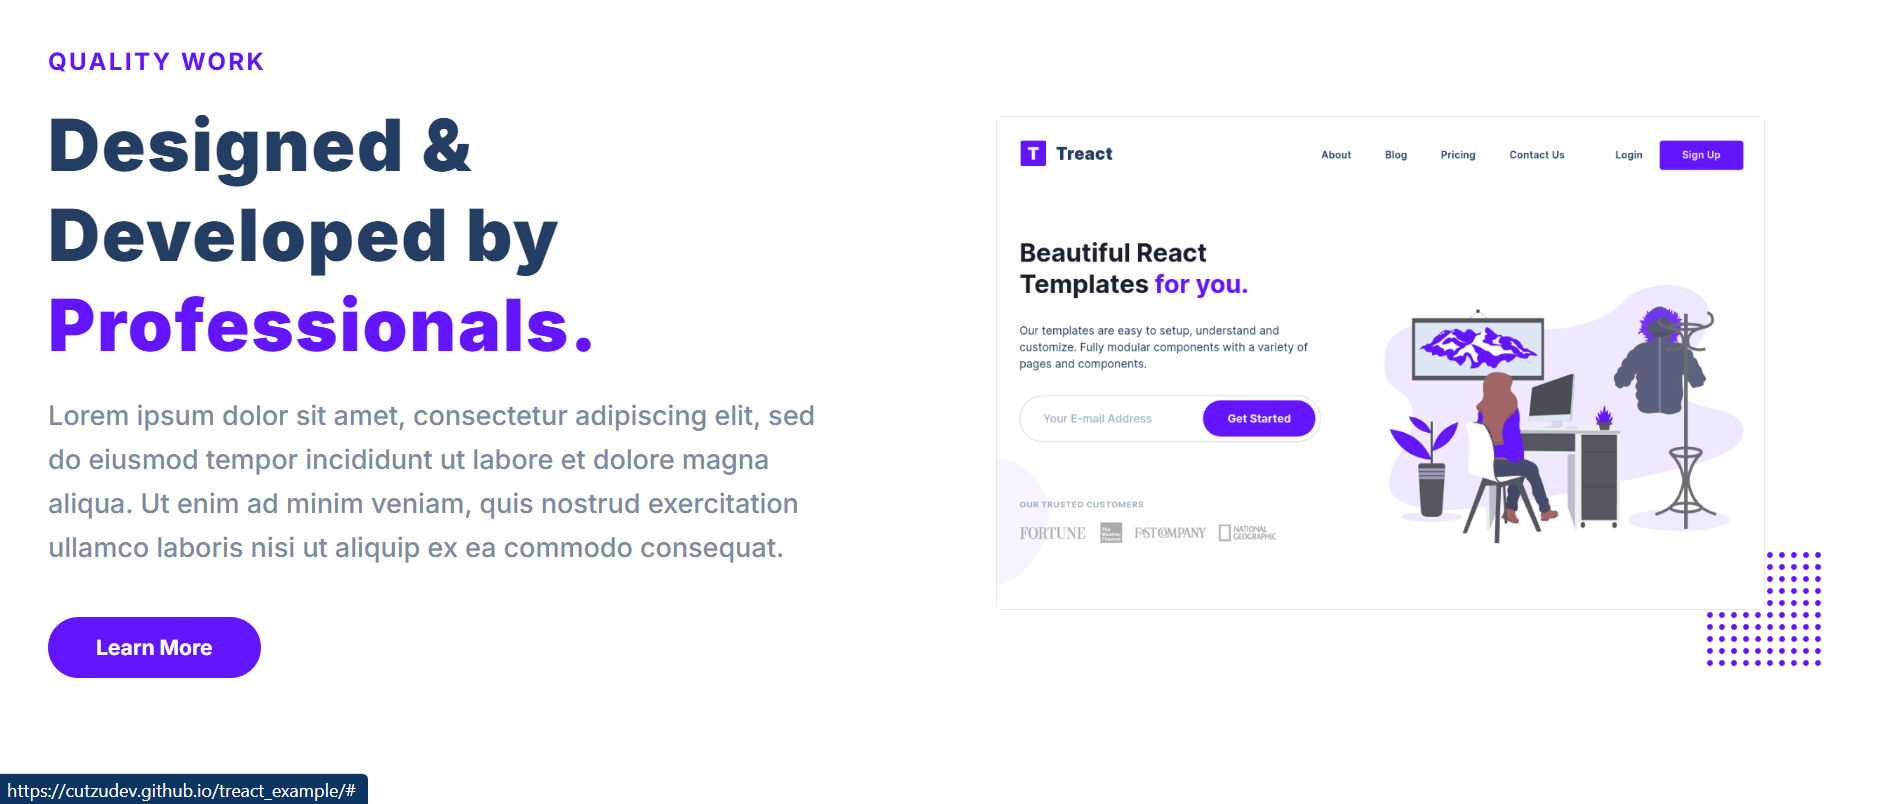 QUALITY WORK
Designed &
Developed by
Professionals.
Lorem ipsum dolor sit amet, consectetur adipiscing elit, sed
do eiusmod tempor incididunt ut labore et dolore magna
aliqua. Ut enim ad minim veniam, quis nostrud exercitation
ullamco laboris nisi ut aliquip ex ea commodo consequat.
Learn More
T Treact
About Blog Pricing Contact Us Login Sign Up
Beautiful React
Templates for you.
Our templates are easy to setup, understand and
customize. Fully modular components with a variety of
pages and components.
Your E-mail Address Get Started
OUR TRUSTED CUSTOMERS
FORTUNE
The
Weather
Channel
FAST COMPANY
NATIONAL
GEOGRAPHIC
https://cutzudev.github.io/treact_example/#